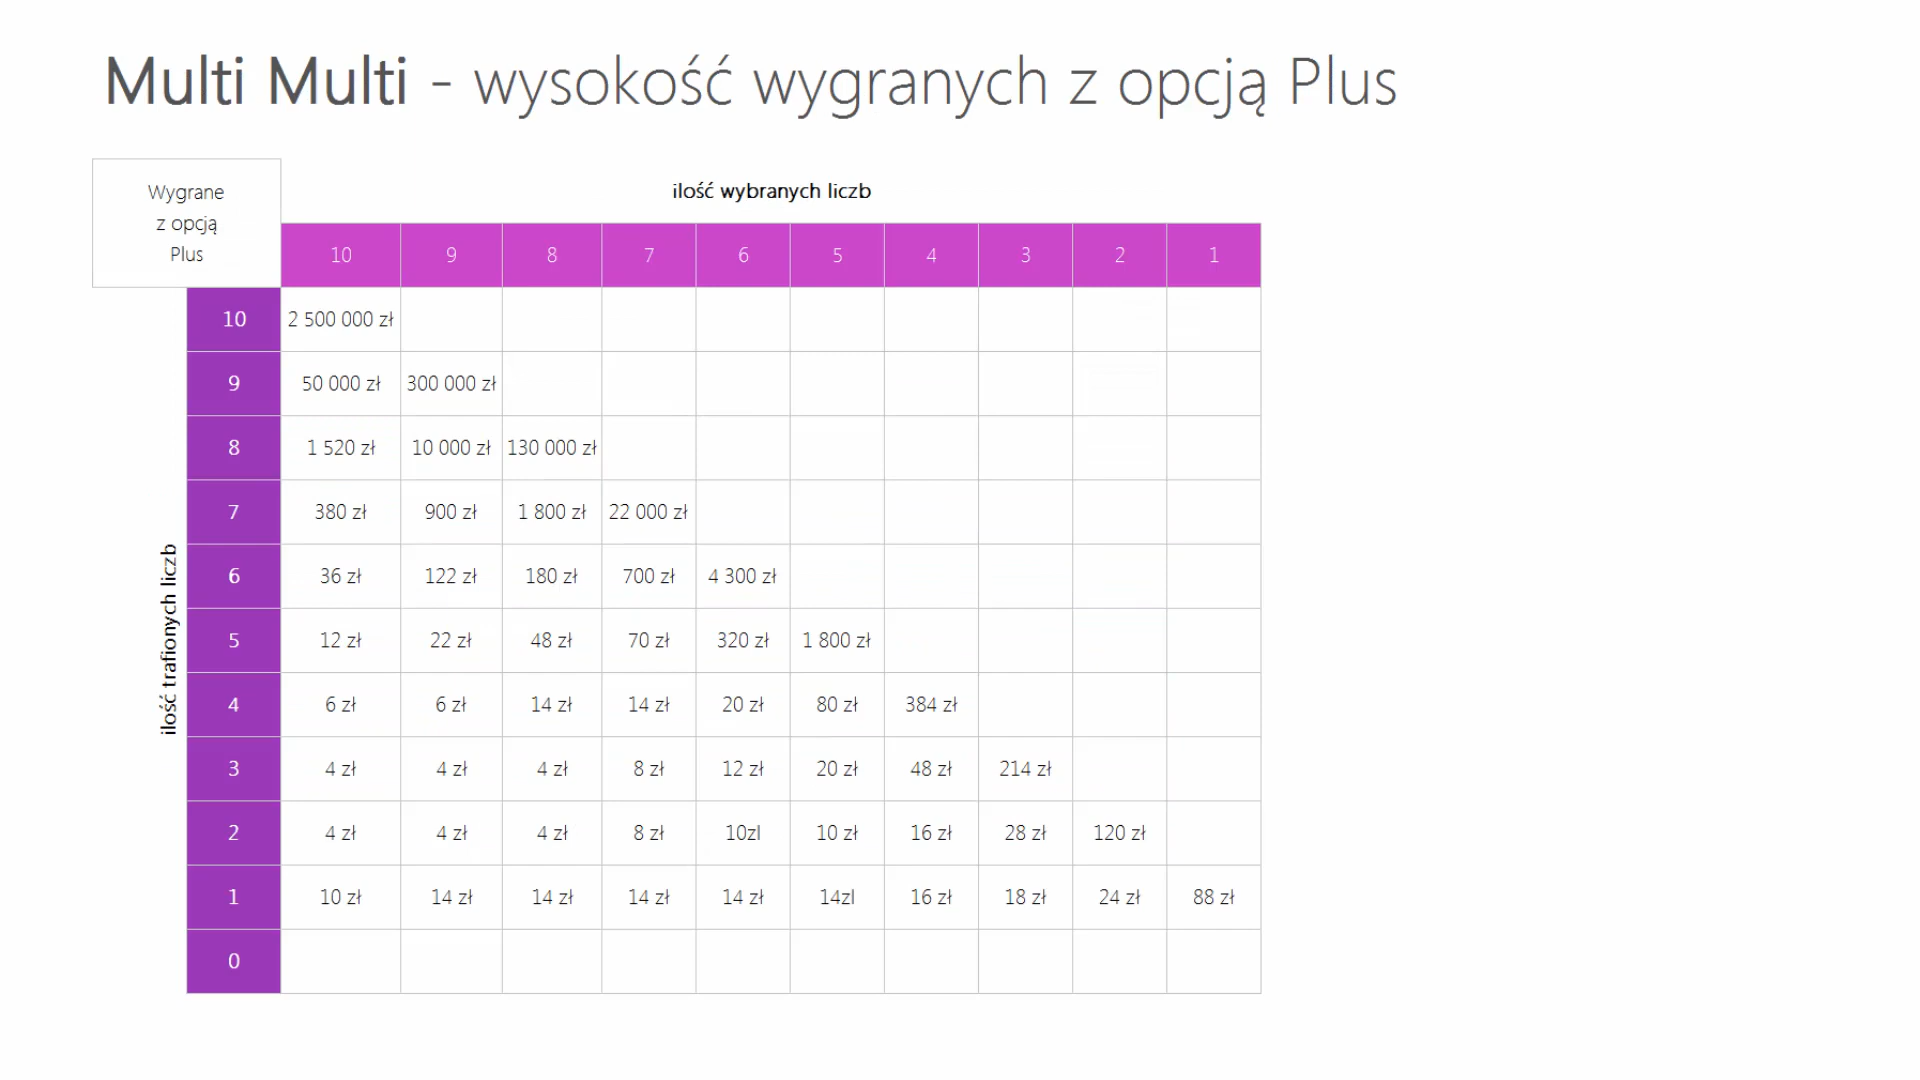 Multi Multi - wysokość wygranych z opcją Plus
Wygrane
z opcją
Plus
ilość wybranych liczb
10 9 8 7 6 5 4 3 2 1
ilość trafionych liczb
10 2 500 000 zł
9 50 000 zł 300 000 zł
8 1 520 zł 10 000 zł 130 000 zł
7 380 zł 900 zł 1 800 zł 22 000 zł
6 36 zł 122 zł 180 zł 700 zł 4 300 zł
5 12 zł 22 zł 48 zł 70 zł 320 zł 1 800 zł
4 6 zł 6 zł 14 zł 14 zł 20 zł 80 zł 384 zł
3 4 zł 4 zł 4 zł 8 zł 12 zł 20 zł 48 zł 214 zł
2 4 zł 4 zł 4 zł 8 zł 10zl 10 zł 16 zł 28 zł 120 zł
1 10 zł 14 zł 14 zł 14 zł 14 zł 14zl 16 zł 18 zł 24 zł 88 zł
0